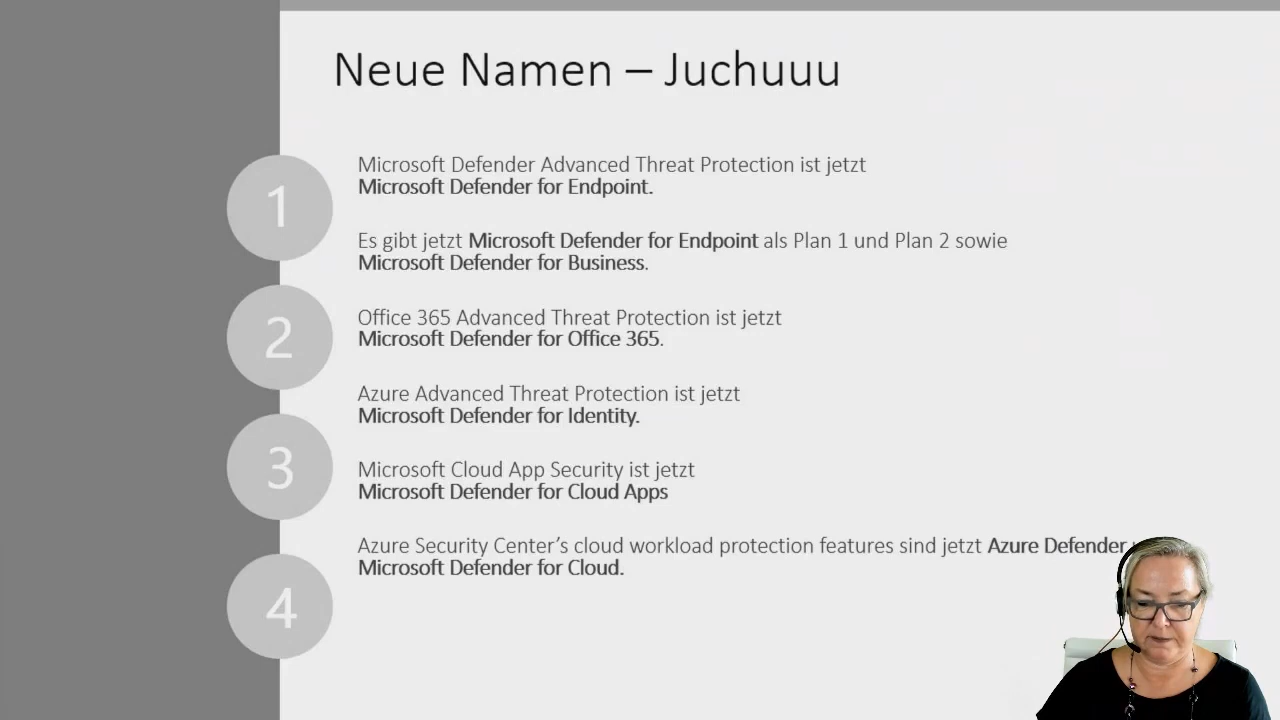 Neue Namen – Juchuuu
1
Microsoft Defender Advanced Threat Protection ist jetzt
Microsoft Defender for Endpoint.
Es gibt jetzt Microsoft Defender for Endpoint als Plan 1 und Plan 2 sowie
Microsoft Defender for Business.
2
Office 365 Advanced Threat Protection ist jetzt
Microsoft Defender for Office 365.
Azure Advanced Threat Protection ist jetzt
Microsoft Defender for Identity.
3
Microsoft Cloud App Security ist jetzt
Microsoft Defender for Cloud Apps
Azure Security Center’s cloud workload protection features sind jetzt Azure Defender
Microsoft Defender for Cloud.
4